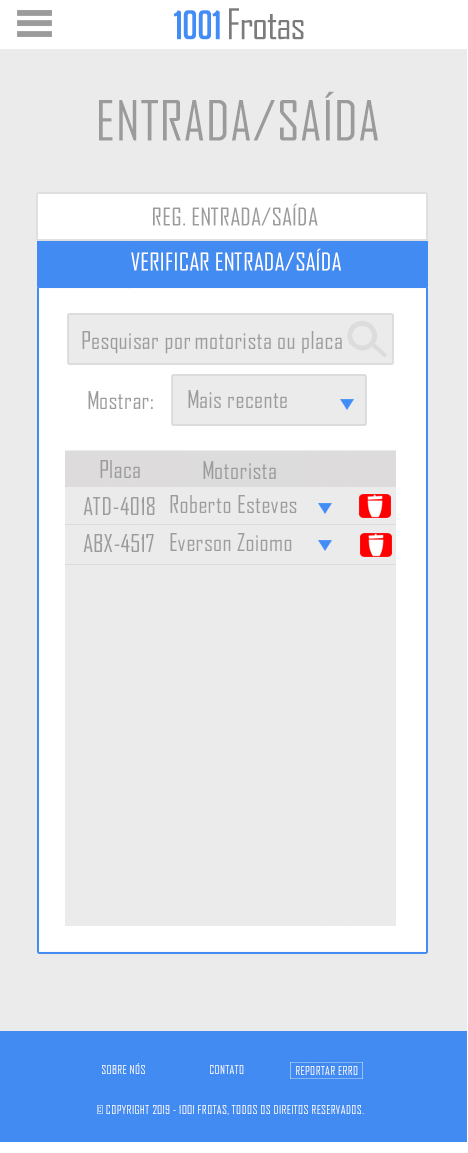 1001 Frotas
ENTRADA/SAÍDA
REG. ENTRADA/SAÍDA
VERIFICAR ENTRADA/SAÍDA
Pesquisar por motorista ou placa
Mostrar: Mais recente
Placa Motorista
ATD-4018 Roberto Esteves
ABX-4517 Everson Zoiomo
SOBRE NÓS CONTATO REPORTAR ERRO
© COPYRIGHT 2019 - 1001 FROTAS, TODOS OS DIREITOS RESERVADOS.